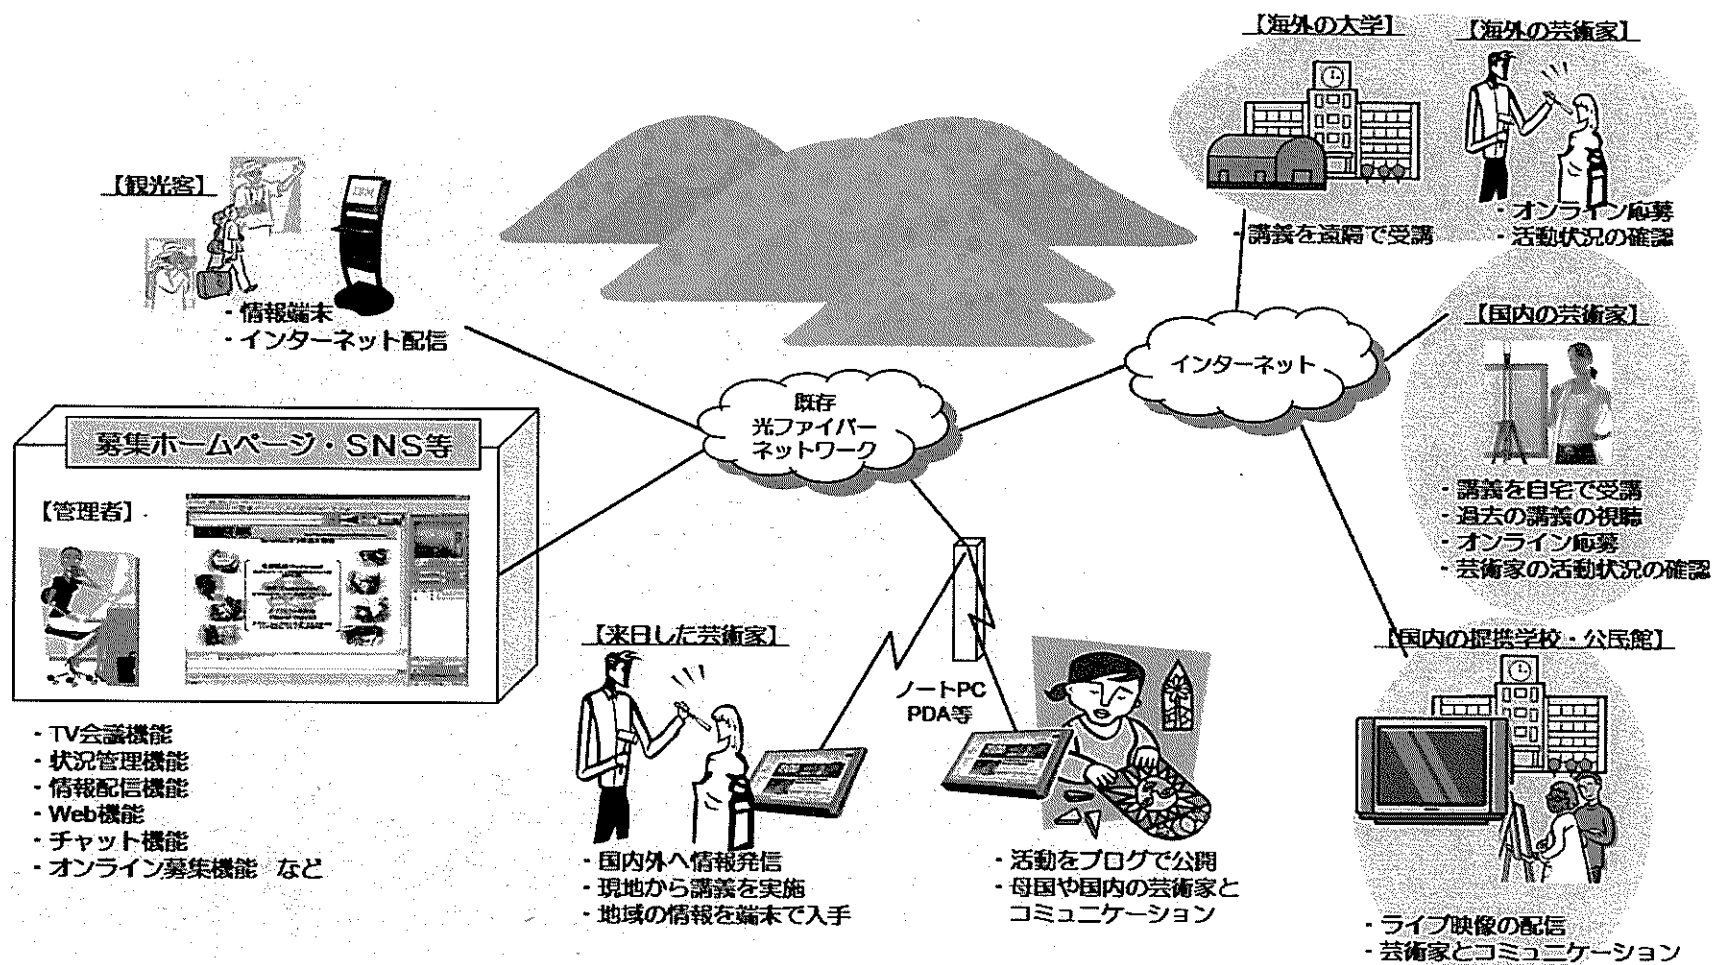 【海外の大学】
【海外の芸術家】
・オンライン応募
・活動状況の確認
・講義を遠隔で受講
【観光客】
・情報端末
・インターネット配信
【国内の芸術家】
・講義を自宅で受講
・過去の講義の視聴
・オンライン応募
・芸術家の活動状況の確認
インターネット
既存
光ファイバー
ネットワーク
募集ホームページ・SNS等
【管理者】
・TV会議機能
・状況管理機能
・情報配信機能
・Web機能
・チャット機能
・オンライン募集機能 など
【来日した芸術家】
ノートPC
PDA等
・国内外へ情報発信
・現地から講義を実施
・地域の情報を端末で入手
・活動をブログで公開
・母国や国内の芸術家と
コミュニケーション
【国内の提携学校・公民館】
・ライブ映像の配信
・芸術家とコミュニケーション